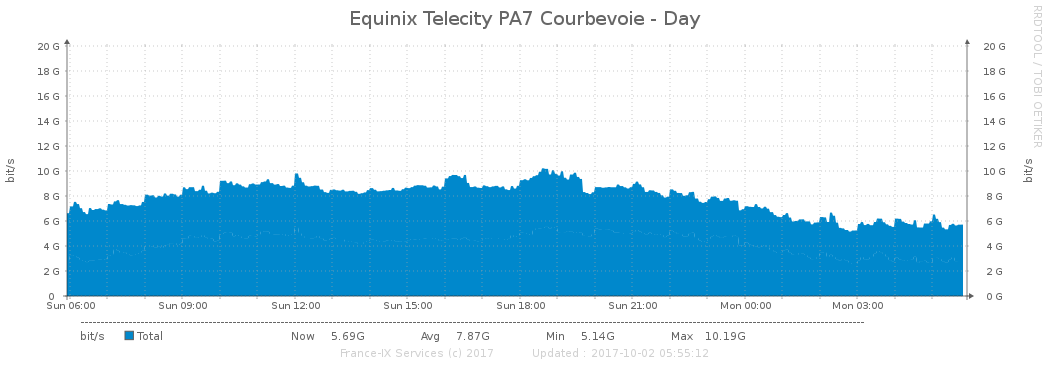 Equinix Telecity PA7 Courbevoie - Day
RRDTOOL / TOBI OETIKER
bit/s
bit/s
20 G 20 G
18 G 18 G
16 G 16 G
14 G 14 G
12 G 12 G
10 G 10 G
8 G 8 G
6 G 6 G
4 G 4 G
2 G 2 G
0 0 G
Sun 06:00 Sun 09:00 Sun 12:00 Sun 15:00 Sun 18:00 Sun 21:00 Mon 00:00 Mon 03:00
bit/s Total Now 5.69G Avg 7.87G Min 5.14G Max 10.19G
France-IX Services (c) 2017 Updated : 2017-10-02 05:55:12